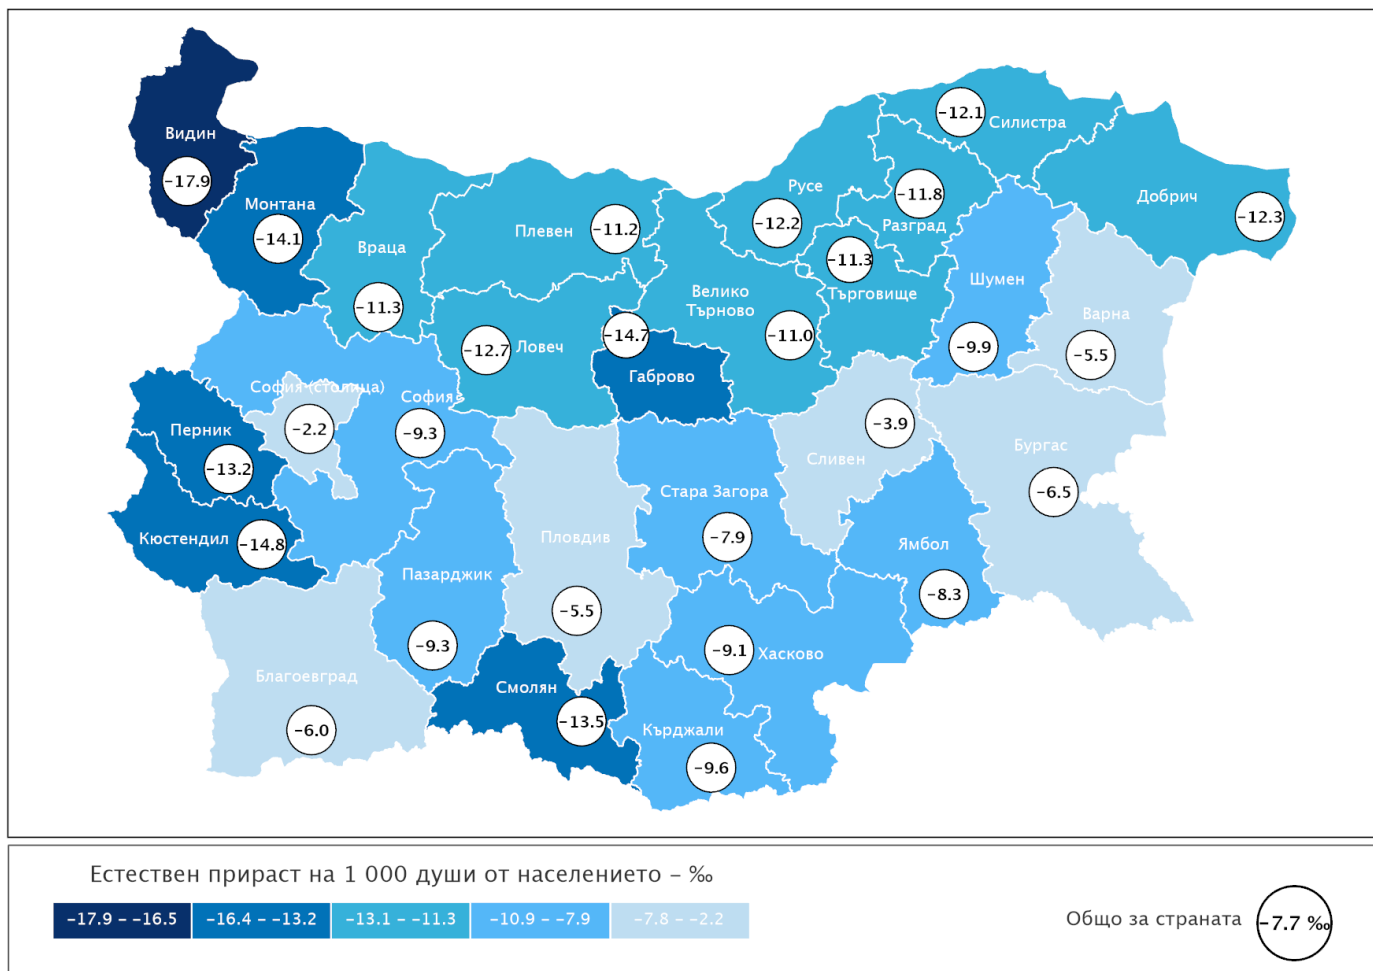 Видин
−17.9
Монтана
−14.1
Враца
−11.3
Плевен
−11.2
Ловеч
−12.7
Габрово
−14.7
Велико
Търново
−11.0
Русе
−12.2
Силистра
−12.1
Разград
−11.8
Търговище
−11.3
Добрич
−12.3
Шумен
−9.9
Варна
−5.5
София (столица)
−2.2
София
−9.3
Перник
−13.2
Кюстендил
−14.8
Благоевград
−6.0
Пазарджик
−9.3
Пловдив
−5.5
Смолян
−13.5
Стара Загора
−7.9
Сливен
−3.9
Бургас
−6.5
Ямбол
−8.3
Хасково
−9.1
Кърджали
−9.6
Естествен прираст на 1 000 души от населението – ‰
−17.9 – −16.5
−16.4 – −13.2
−13.1 – −11.3
−10.9 – −7.9
−7.8 – −2.2
Общо за страната
−7.7 ‰